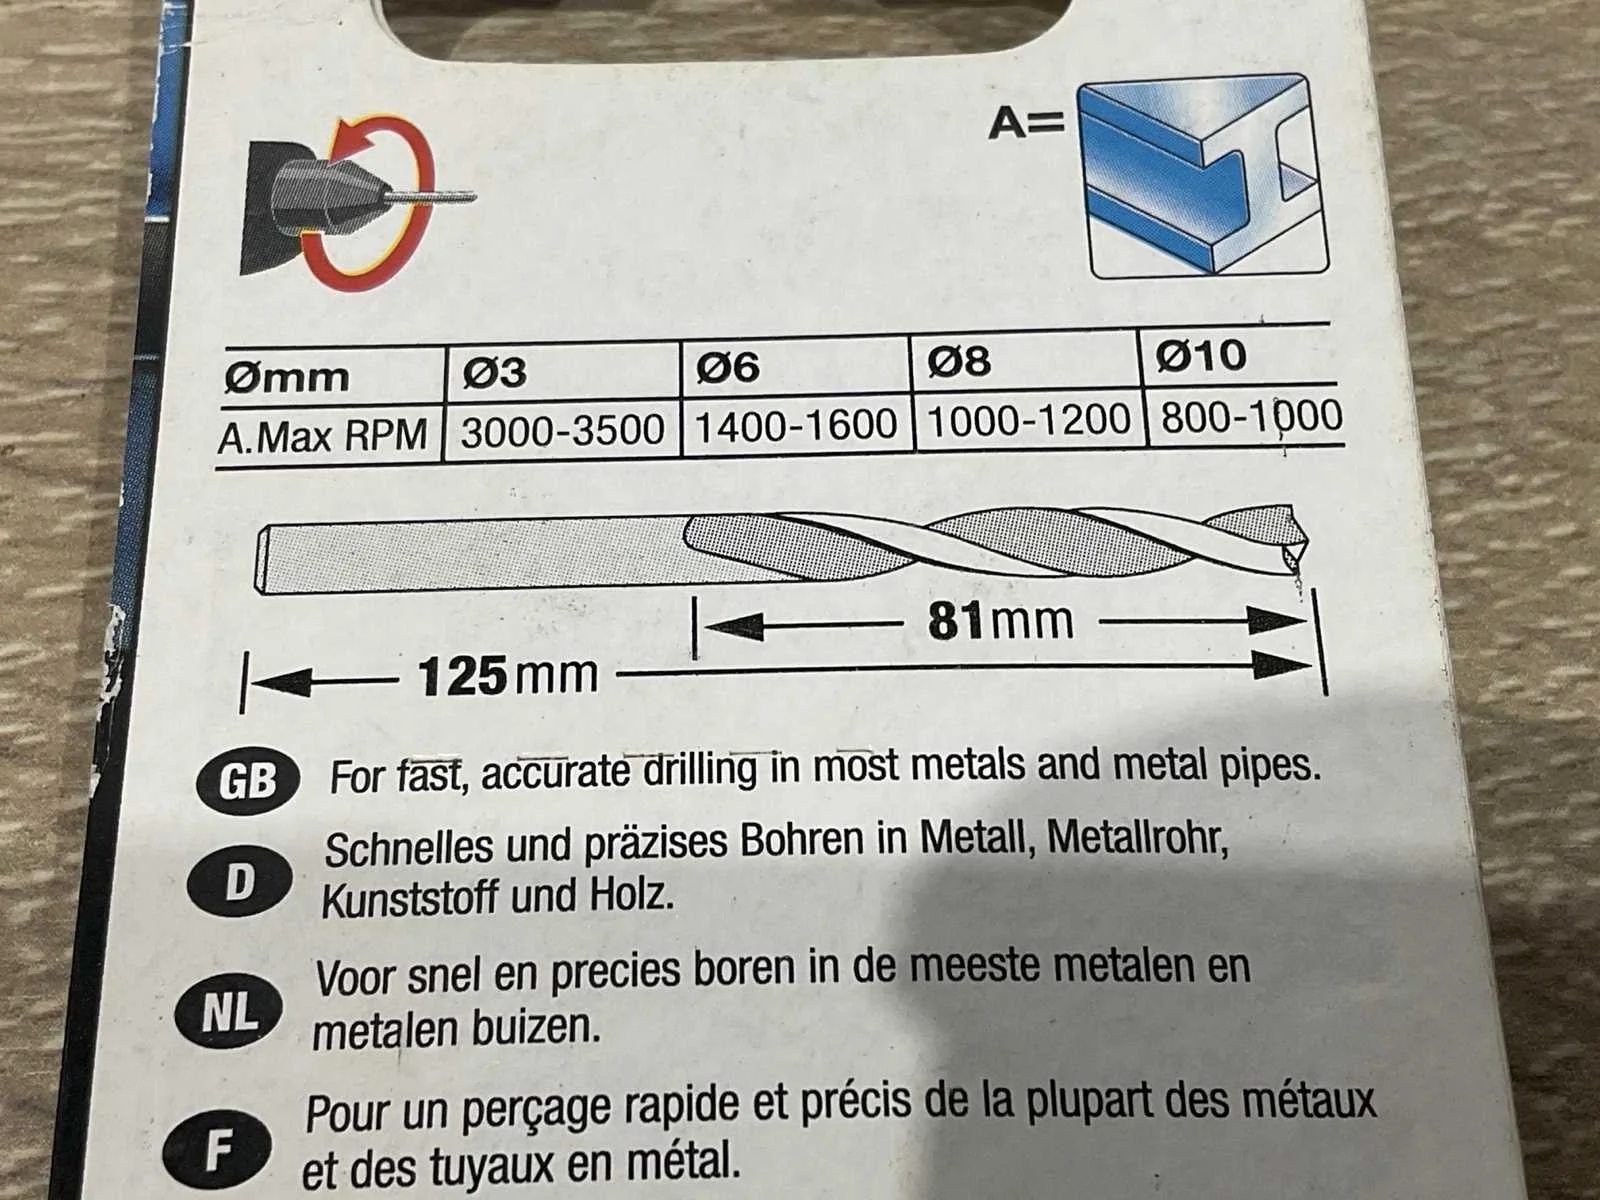 A=
Ømm Ø3 Ø6 Ø8 Ø10
A.Max RPM 3000-3500 1400-1600 1000-1200 800-1000
81mm
125mm
GB For fast, accurate drilling in most metals and metal pipes.
D Schnelles und präzises Bohren in Metall, Metallrohr,
Kunststoff und Holz.
NL Voor snel en precies boren in de meeste metalen en
metalen buizen.
F Pour un perçage rapide et précis de la plupart des métaux
et des tuyaux en métal.